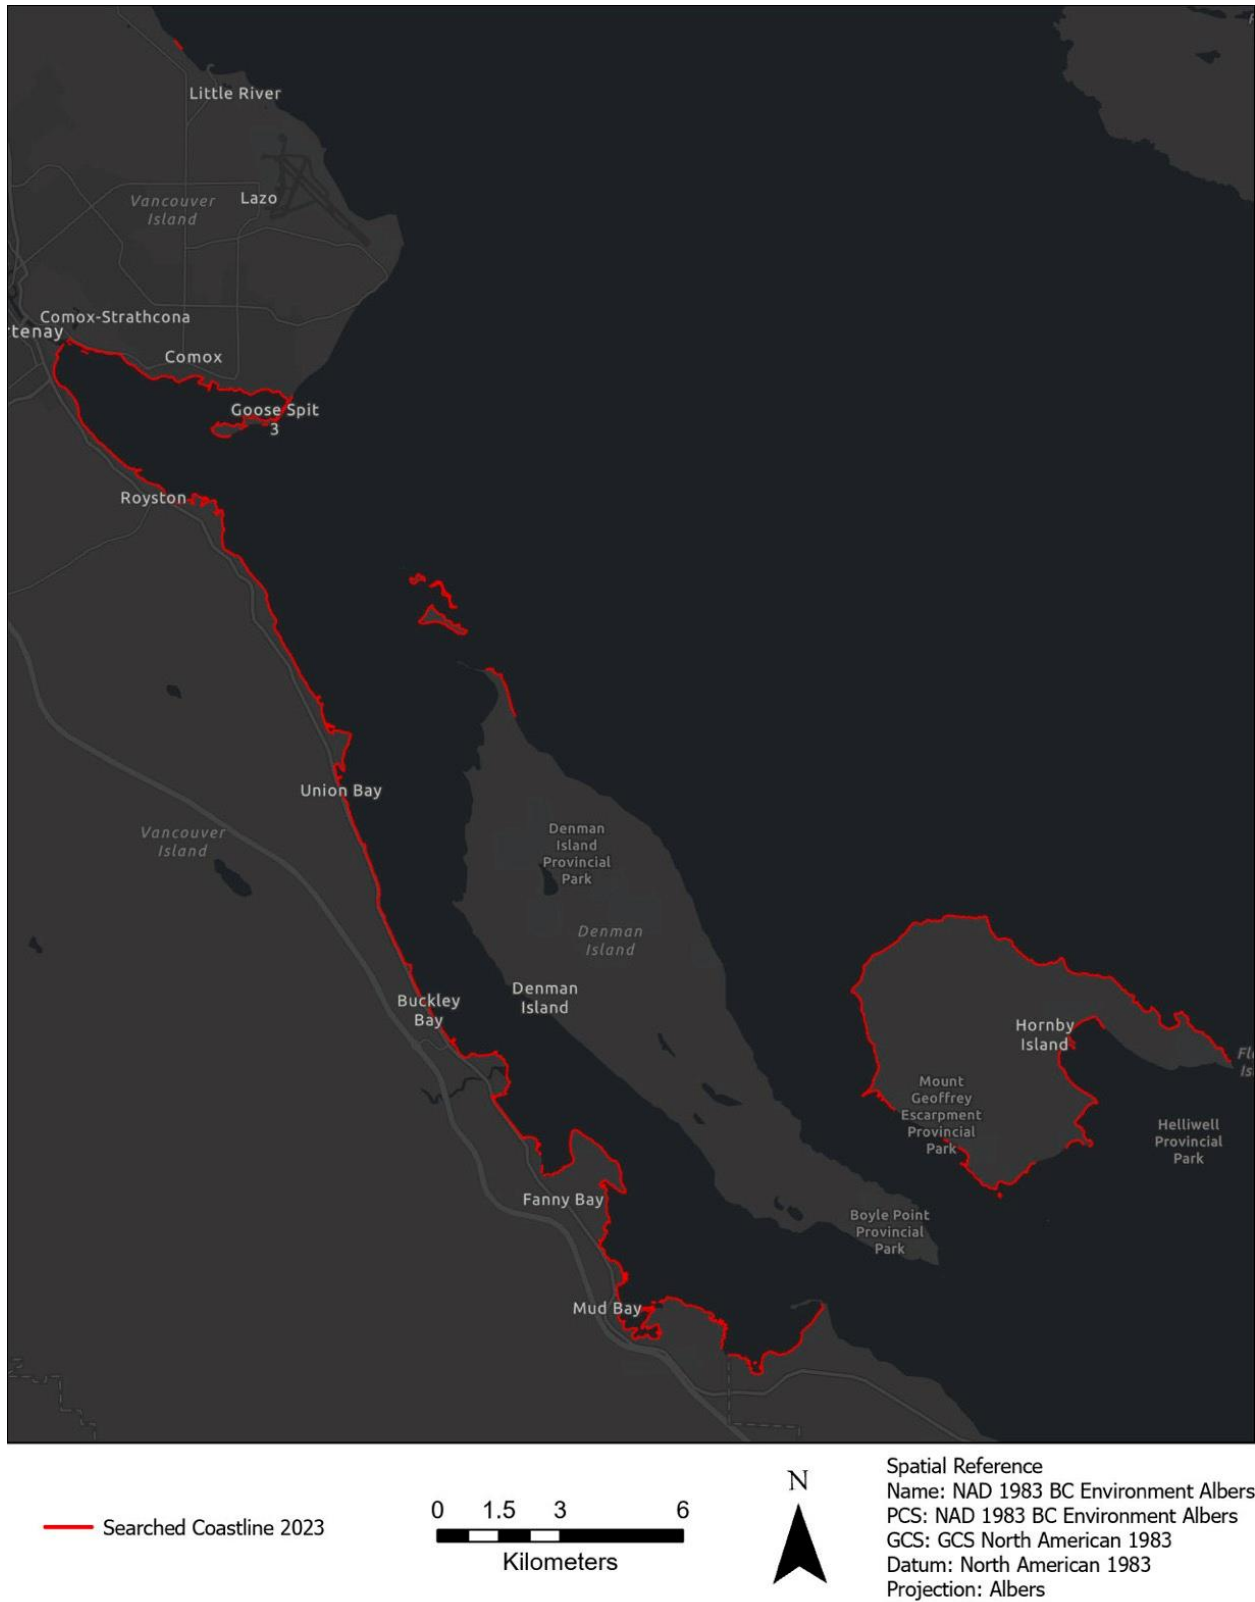 Little River
Vancouver
Island
Lazo
Comox-Strathcona
rtenay
Comox
Goose Spit
3
Royston
Union Bay
Vancouver
Island
Denman
Island
Provincial
Park
Denman
Island
Denman
Island
Buckley
Bay
Hornby
Island
Mount
Geoffrey
Escarpment
Provincial
Park
Helliwell
Provincial
Park
Fanny Bay
Boyle Point
Provincial
Park
Mud Bay
Searched Coastline 2023
0 1.5 3 6
Kilometers
N
Spatial Reference
Name: NAD 1983 BC Environment Albers
PCS: NAD 1983 BC Environment Albers
GCS: GCS North American 1983
Datum: North American 1983
Projection: Albers